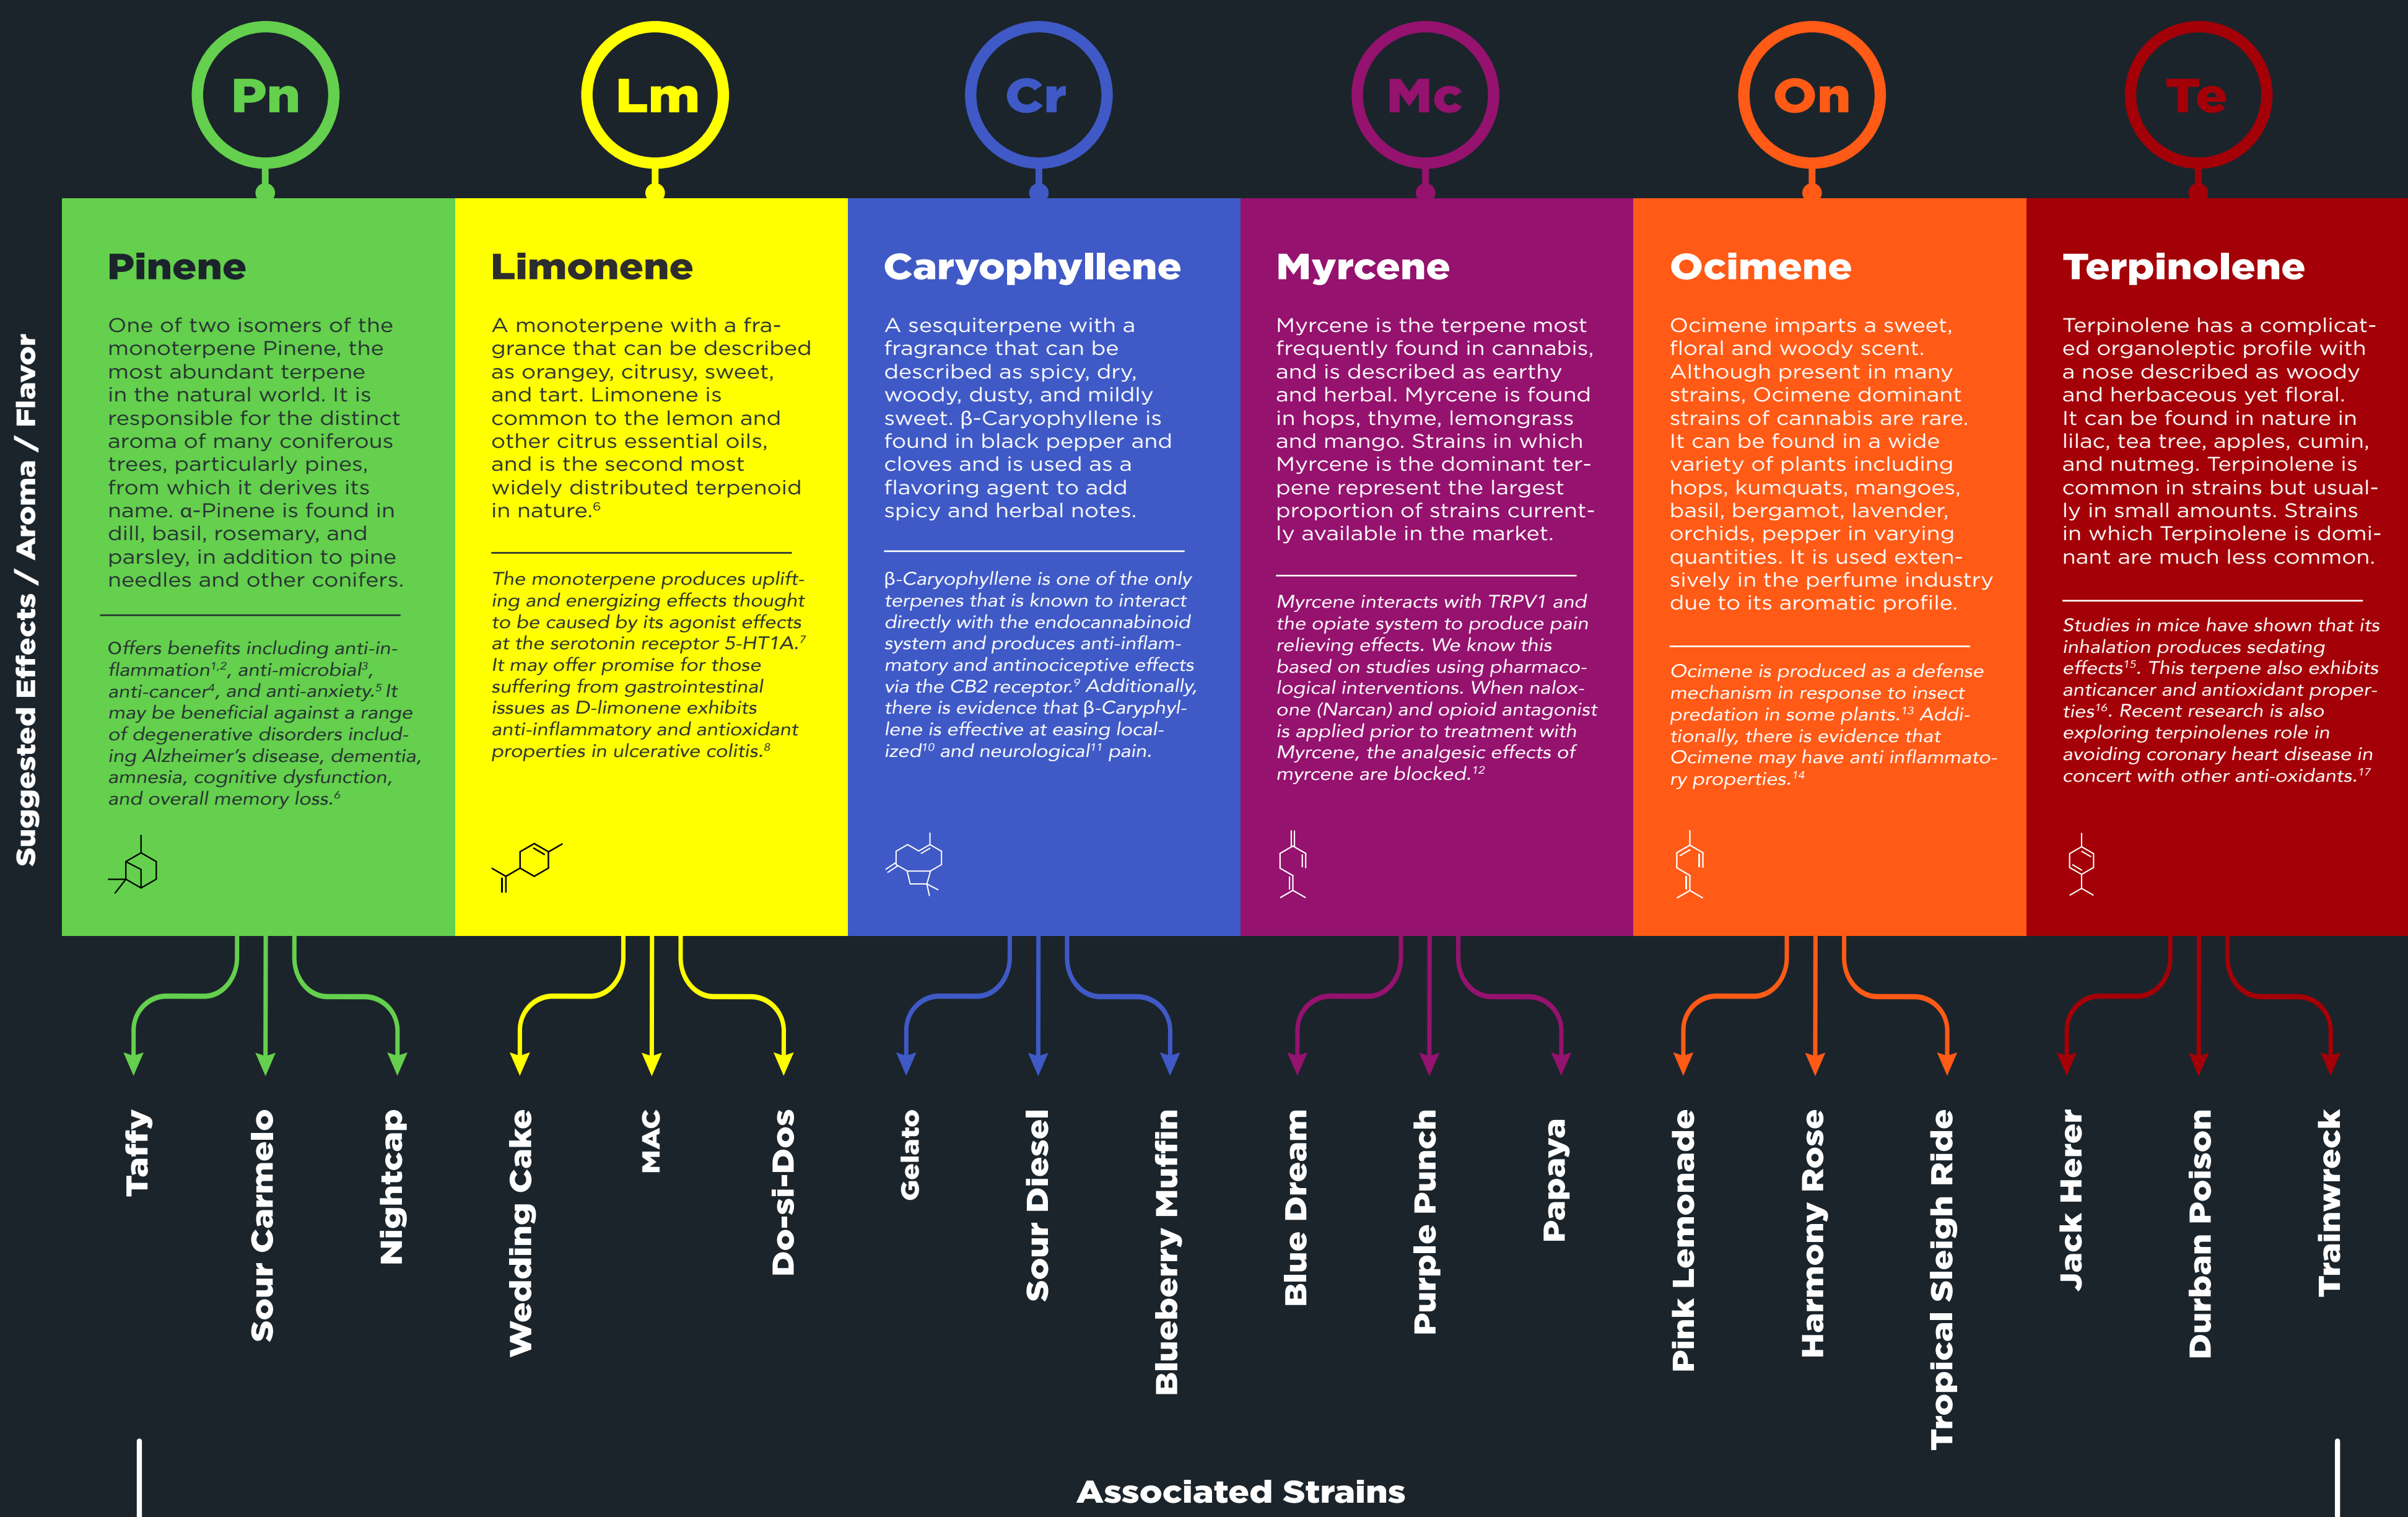 Pn
Lm
Cr
Mc
On
Te
Suggested Effects / Aroma / Flavor
Pinene
One of two isomers of the
monoterpene Pinene, the
most abundant terpene
in the natural world. It is
responsible for the distinct
aroma of many coniferous
trees, particularly pines,
from which it derives its
name. α-Pinene is found in
dill, basil, rosemary, and
parsley, in addition to pine
needles and other conifers.
Offers benefits including anti-in-
flammation¹,², anti-microbial³,
anti-cancer⁴, and anti-anxiety.⁵ It
may be beneficial against a range
of degenerative disorders includ-
ing Alzheimer's disease, dementia,
amnesia, cognitive dysfunction,
and overall memory loss.⁶
Limonene
A monoterpene with a fra-
grance that can be described
as orangey, citrusy, sweet,
and tart. Limonene is
common to the lemon and
other citrus essential oils,
and is the second most
widely distributed terpenoid
in nature.⁶
The monoterpene produces uplift-
ing and energizing effects thought
to be caused by its agonist effects
at the serotonin receptor 5-HT1A.⁷
It may offer promise for those
suffering from gastrointestinal
issues as D-limonene exhibits
anti-inflammatory and antioxidant
properties in ulcerative colitis.⁸
Caryophyllene
A sesquiterpene with a
fragrance that can be
described as spicy, dry,
woody, dusty, and mildly
sweet. β-Caryophyllene is
found in black pepper and
cloves and is used as a
flavoring agent to add
spicy and herbal notes.
β-Caryophyllene is one of the only
terpenes that is known to interact
directly with the endocannabinoid
system and produces anti-inflam-
matory and antinociceptive effects
via the CB2 receptor.⁹ Additionally,
there is evidence that β-Caryphyl-
lene is effective at easing local-
ized¹⁰ and neurological¹¹ pain.
Myrcene
Myrcene is the terpene most
frequently found in cannabis,
and is described as earthy
and herbal. Myrcene is found
in hops, thyme, lemongrass
and mango. Strains in which
Myrcene is the dominant ter-
pene represent the largest
proportion of strains current-
ly available in the market.
Myrcene interacts with TRPV1 and
the opiate system to produce pain
relieving effects. We know this
based on studies using pharmaco-
logical interventions. When nalox-
one (Narcan) and opioid antagonist
is applied prior to treatment with
Myrcene, the analgesic effects of
myrcene are blocked.¹²
Ocimene
Ocimene imparts a sweet,
floral and woody scent.
Although present in many
strains, Ocimene dominant
strains of cannabis are rare.
It can be found in a wide
variety of plants including
hops, kumquats, mangoes,
basil, bergamot, lavender,
orchids, pepper in varying
quantities. It is used exten-
sively in the perfume industry
due to its aromatic profile.
Ocimene is produced as a defense
mechanism in response to insect
predation in some plants.¹³ Addi-
tionally, there is evidence that
Ocimene may have anti inflammato-
ry properties.¹⁴
Terpinolene
Terpinolene has a complicat-
ed organoleptic profile with
a nose described as woody
and herbaceous yet floral.
It can be found in nature in
lilac, tea tree, apples, cumin,
and nutmeg. Terpinolene is
common in strains but usual-
ly in small amounts. Strains
in which Terpinolene is domi-
nant are much less common.
Studies in mice have shown that its
inhalation produces sedating
effects¹⁵. This terpene also exhibits
anticancer and antioxidant proper-
ties¹⁶. Recent research is also
exploring terpinolenes role in
avoiding coronary heart disease in
concert with other anti-oxidants.¹⁷
Taffy
Sour Carmelo
Nightcap
Wedding Cake
MAC
Do-si-Dos
Gelato
Sour Diesel
Blueberry Muffin
Blue Dream
Purple Punch
Papaya
Pink Lemonade
Harmony Rose
Tropical Sleigh Ride
Jack Herer
Durban Poison
Trainwreck
Associated Strains